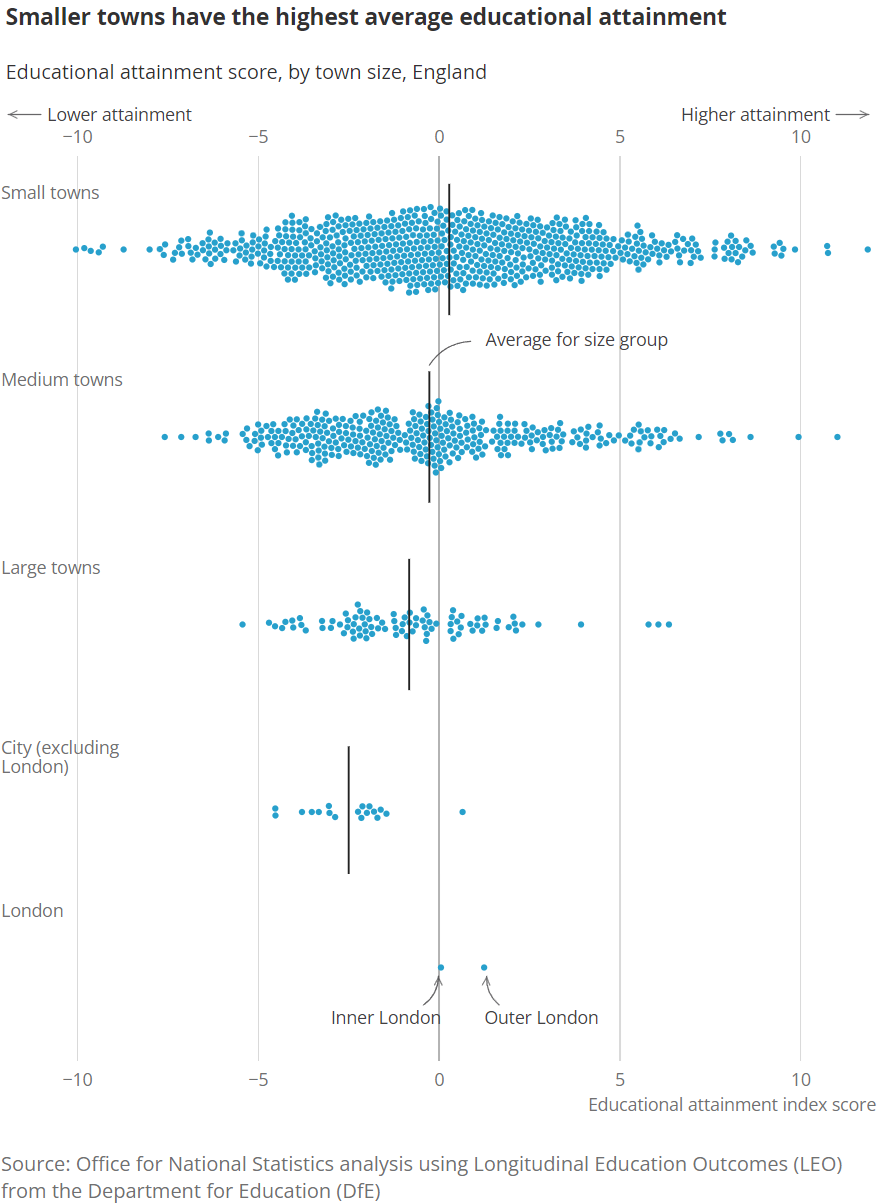 Smaller towns have the highest average educational attainment
Educational attainment score, by town size, England
Lower attainment
Higher attainment
−10 −5 0 5 10
Small towns
Average for size group
Medium towns
Large towns
City (excluding
London)
London
Inner London
Outer London
−10 −5 0 5 10
Educational attainment index score
Source: Office for National Statistics analysis using Longitudinal Education Outcomes (LEO)
from the Department for Education (DfE)